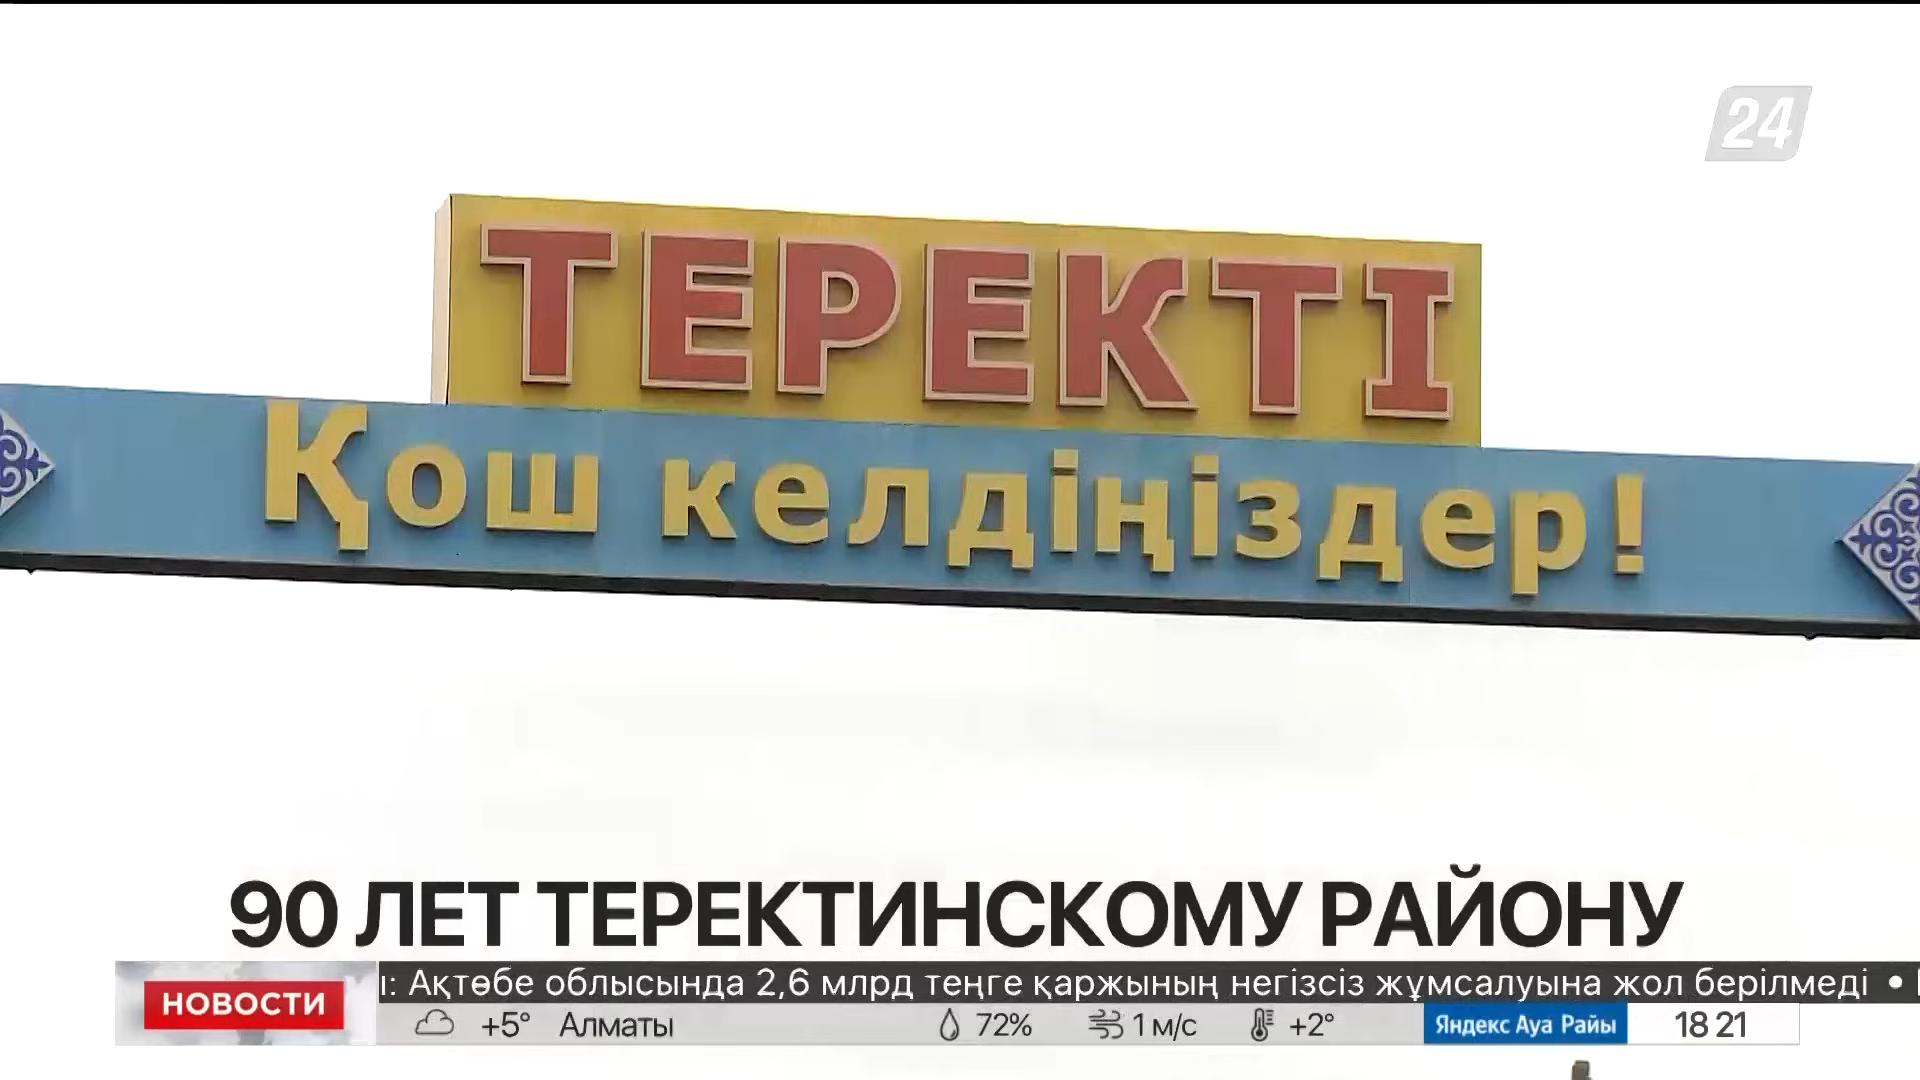 24
ТЕРЕКТІ
Қош келдіңіздер!
90 ЛЕТ ТЕРЕКТИНСКОМУ РАЙОНУ
НОВОСТИ
: Ақтөбе облысында 2,6 млрд теңге қаржының негізсіз жұмсалуына жол берілмеді •
+5° Алматы 72% 1 м/с +2° Яндекс Ауа Райы 18 21